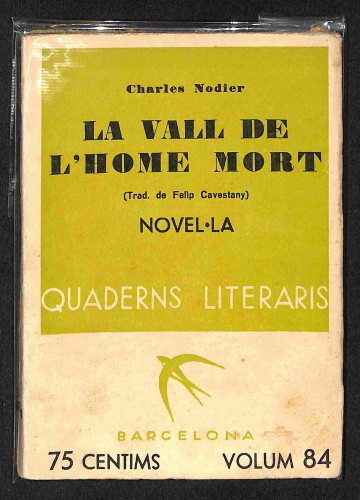 Charles Nodier
LA VALL DE
L'HOME MORT
(Trad. de Felip Cavestany)
NOVEL·LA
QUADERNS LITERARIS
BARCELONA
75 CENTIMS VOLUM 84